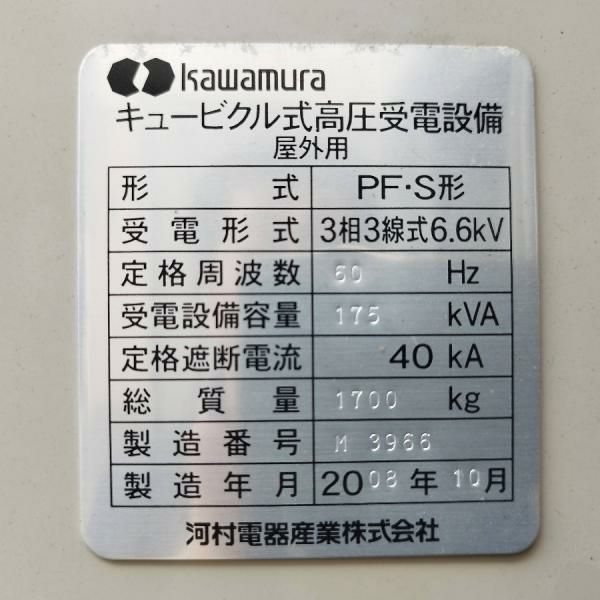 kawamura
キュービクル式高圧受電設備
屋外用
形式 PF・S形
受電形式 3相3線式6.6kV
定格周波数 60 Hz
受電設備容量 175 kVA
定格遮断電流 40 kA
総質量 1700 kg
製造番号 M 3966
製造年月 2008年 10月
河村電器産業株式会社